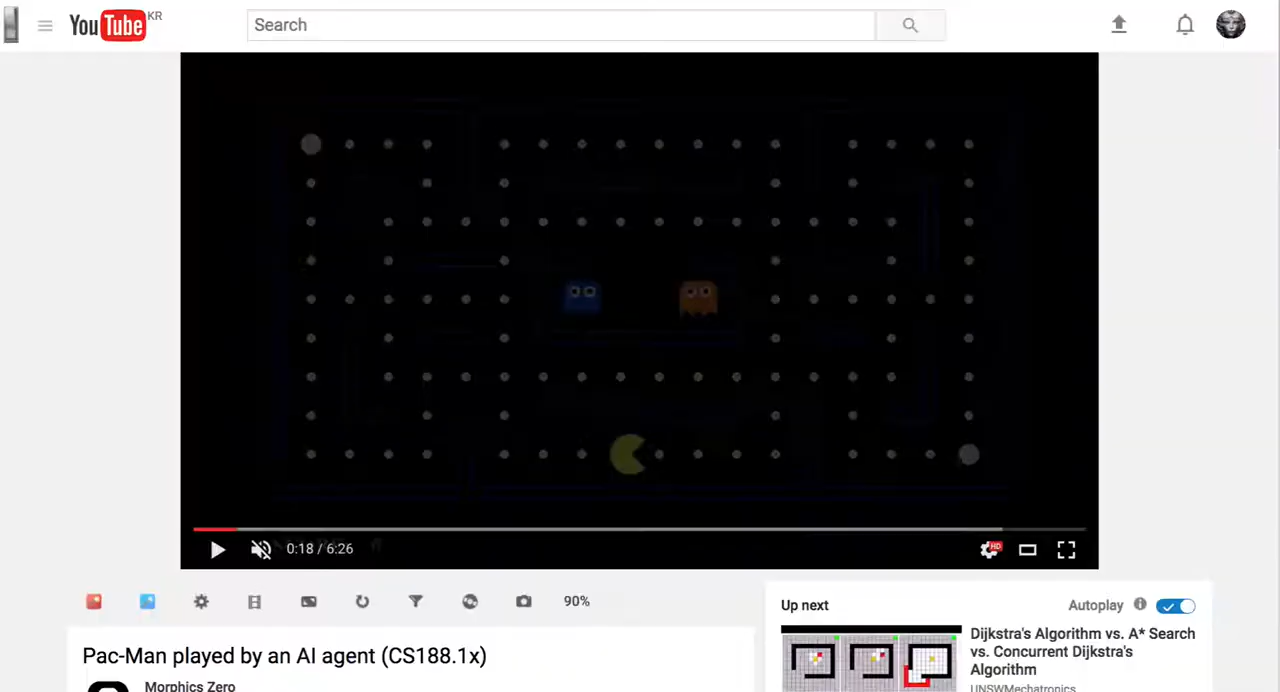 YouTube KR
Search
0:18 / 6:26
HD
90%
Up next
Autoplay
Pac-Man played by an AI agent (CS188.1x)
Morphics Zero
Dijkstra's Algorithm vs. A* Search
vs. Concurrent Dijkstra's
Algorithm
UNSWMechatronics